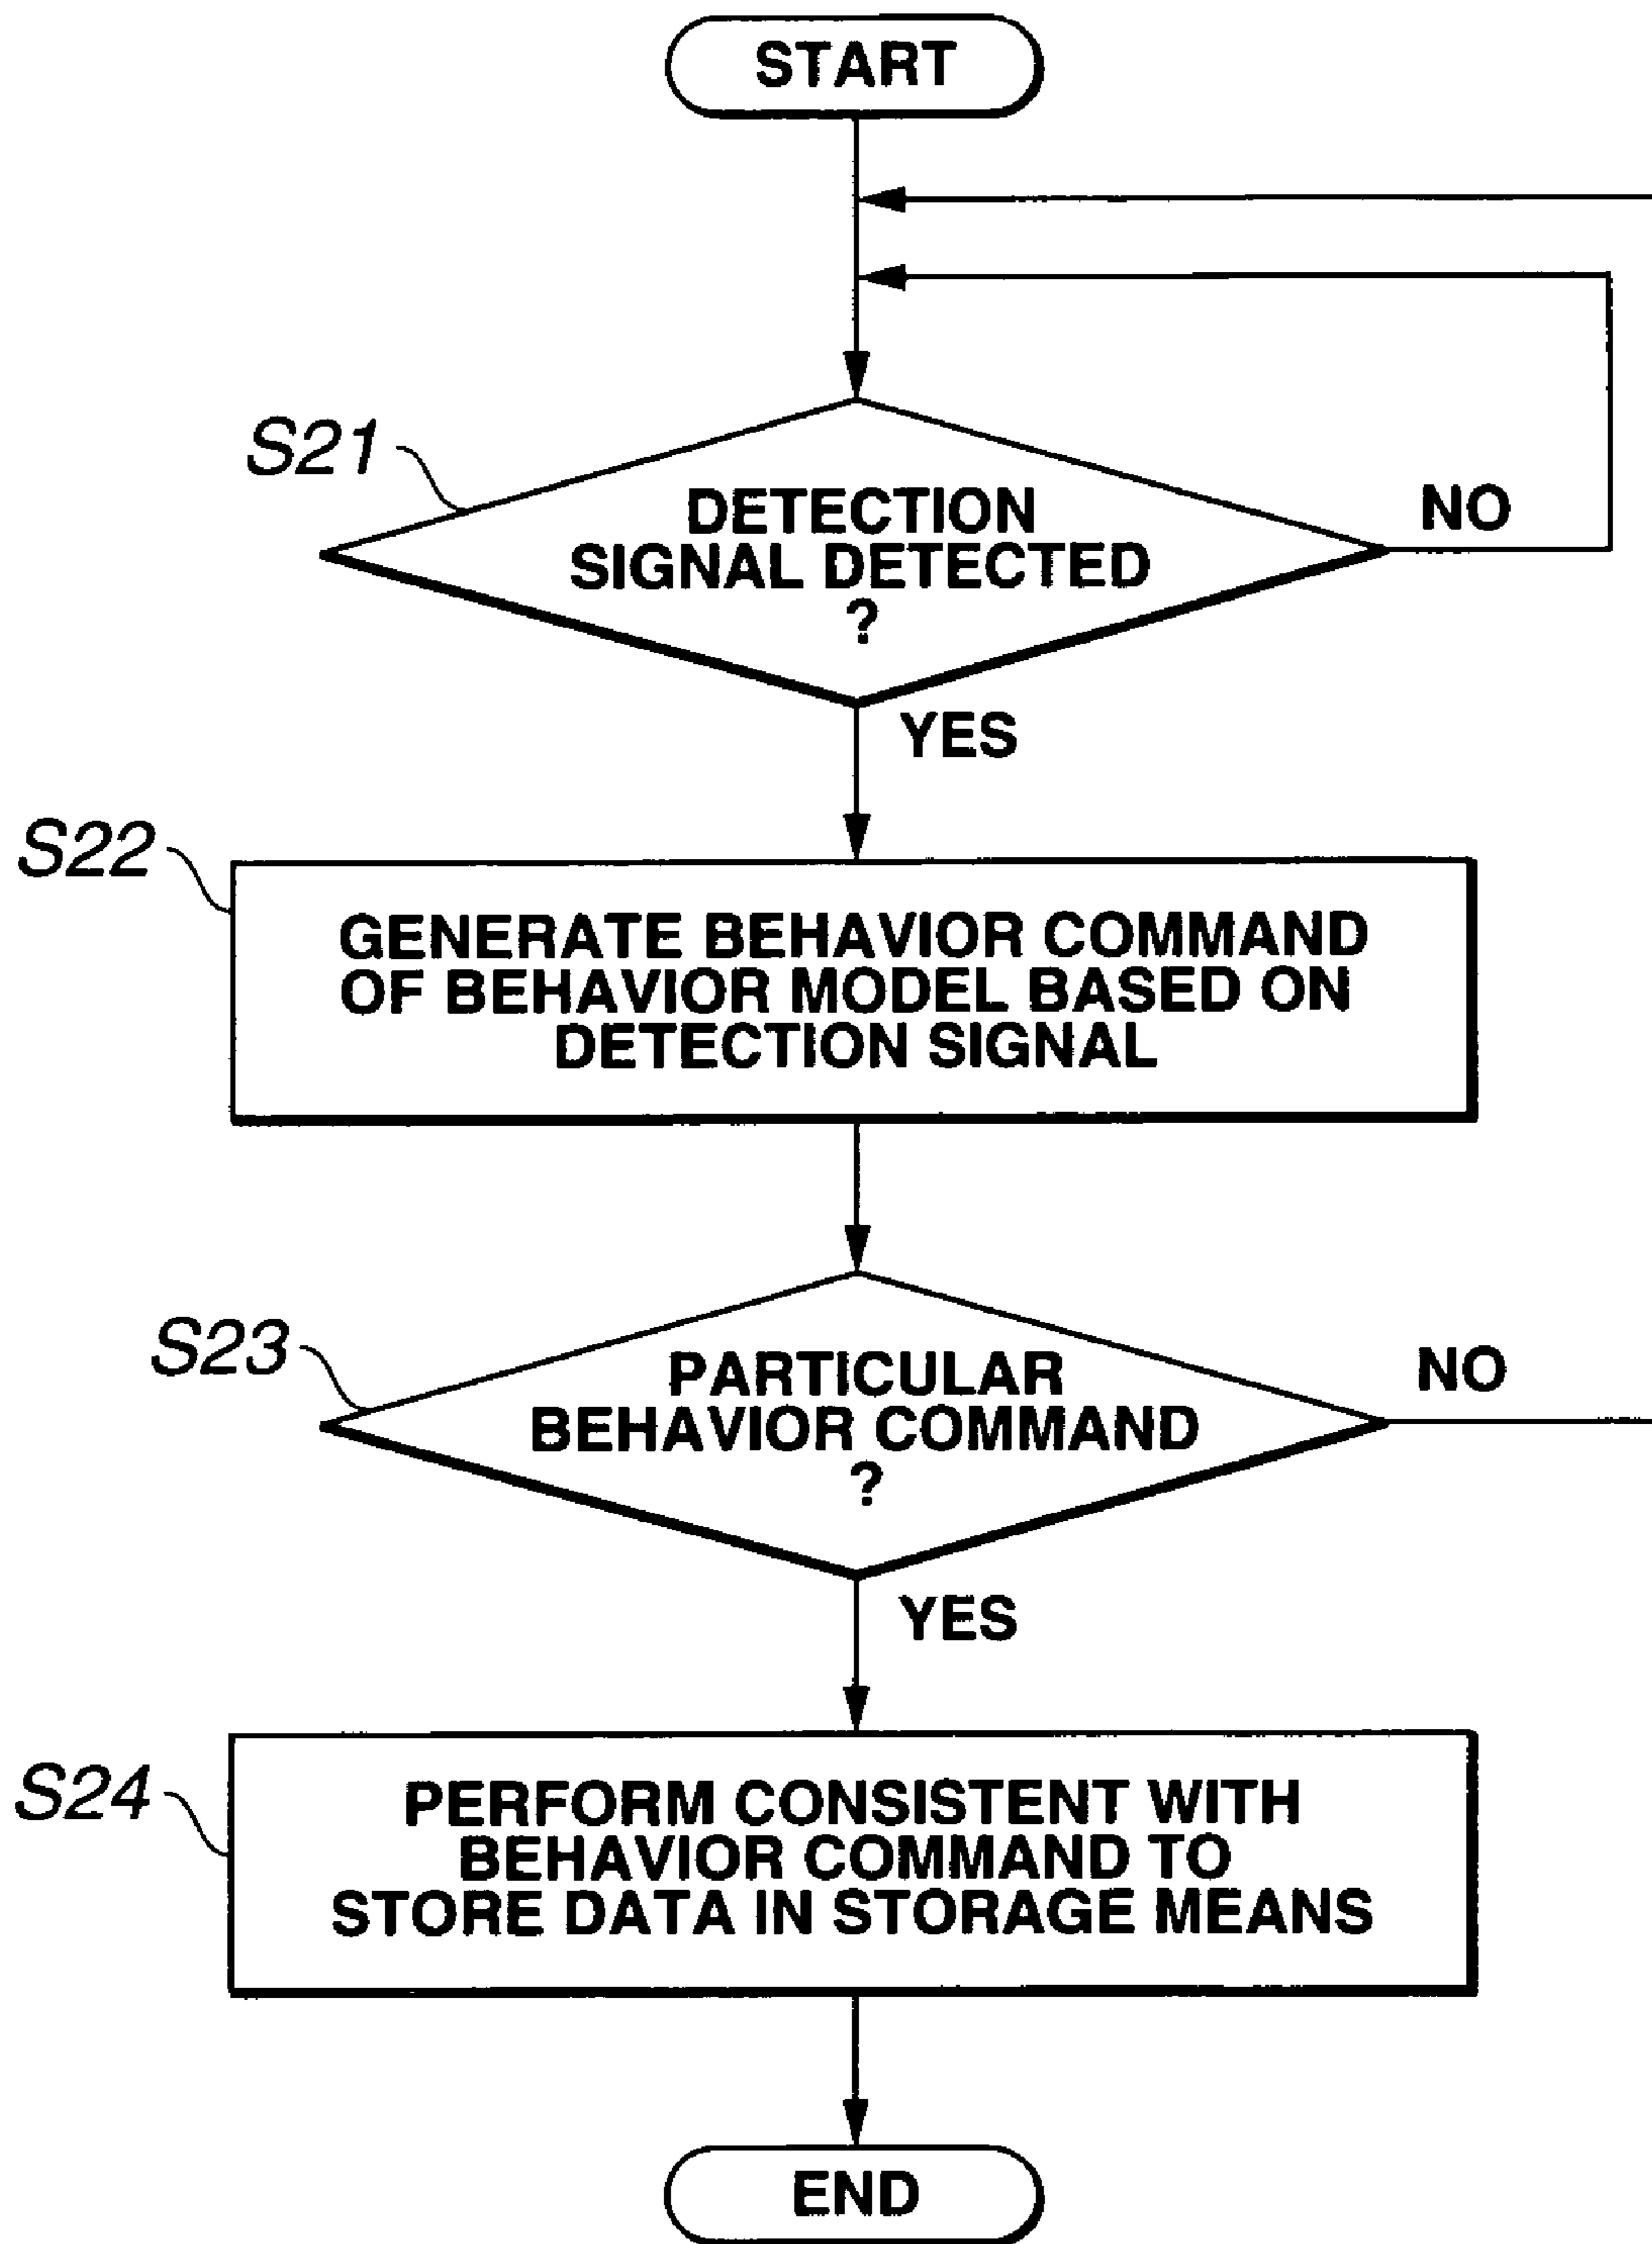 START
S21
DETECTION
SIGNAL DETECTED
?
NO
YES
S22
GENERATE BEHAVIOR COMMAND
OF BEHAVIOR MODEL BASED ON
DETECTION SIGNAL
S23
PARTICULAR
BEHAVIOR COMMAND
?
NO
YES
S24
PERFORM CONSISTENT WITH
BEHAVIOR COMMAND TO
STORE DATA IN STORAGE MEANS
END